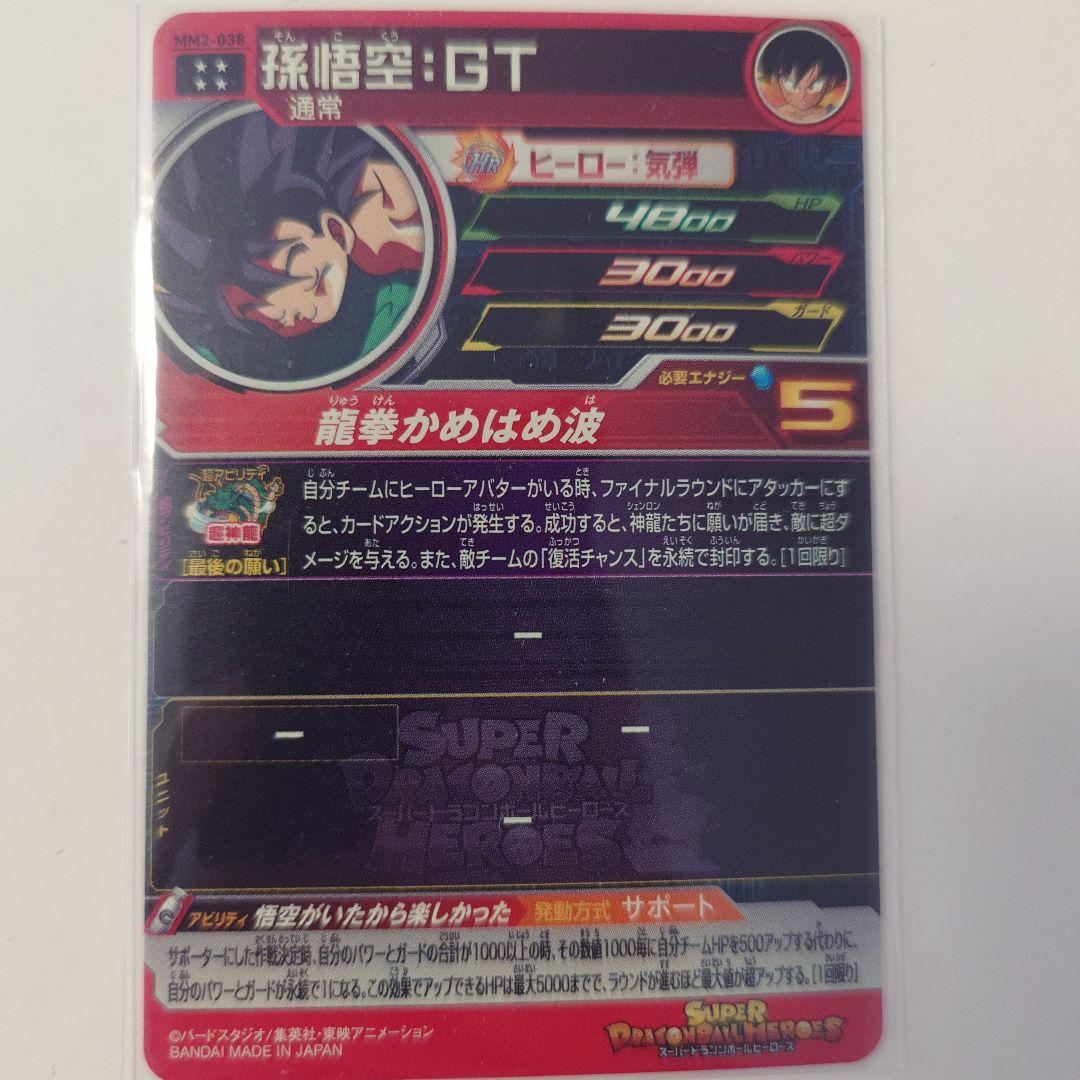 MM2-038
孫悟空:GT
そん ご くう
通常
HR
ヒーロー:気弾
4800 HP
3000 パワー
3000 ガード
必要エナジー 5
りゅう けん は
龍拳かめはめ波
超アビリティ
龍神龍
[最後の願い]
自分チームにヒーローアバターがいる時、ファイナルラウンドにアタッカーにす
ると、カードアクションが発生する。成功すると、神龍たちに願いが届き、敵に超ダ
メージを与える。また、敵チームの「復活チャンス」を永続で封印する。[1回限り]
-
- -
-
ユニット
SUPER
DRAGONBALL
スーパードラゴンボールヒーローズ
HEROES
アビリティ 悟空がいたから楽しかった 発動方式 サポート
サポーターにした作戦決定時、自分のパワーとガードの合計が1000以上の時、その数値1000毎に自分チームHPを500アップする代わりに、
自分のパワーとガードが永続で1になる。この効果でアップできるHPは最大5000までで、ラウンドが進むほど最大値が超アップする。[1回限り]
©バードスタジオ/集英社・東映アニメーション
BANDAI MADE IN JAPAN
SUPER
DRAGONBALL HEROES
スーパードラゴンボールヒーローズ